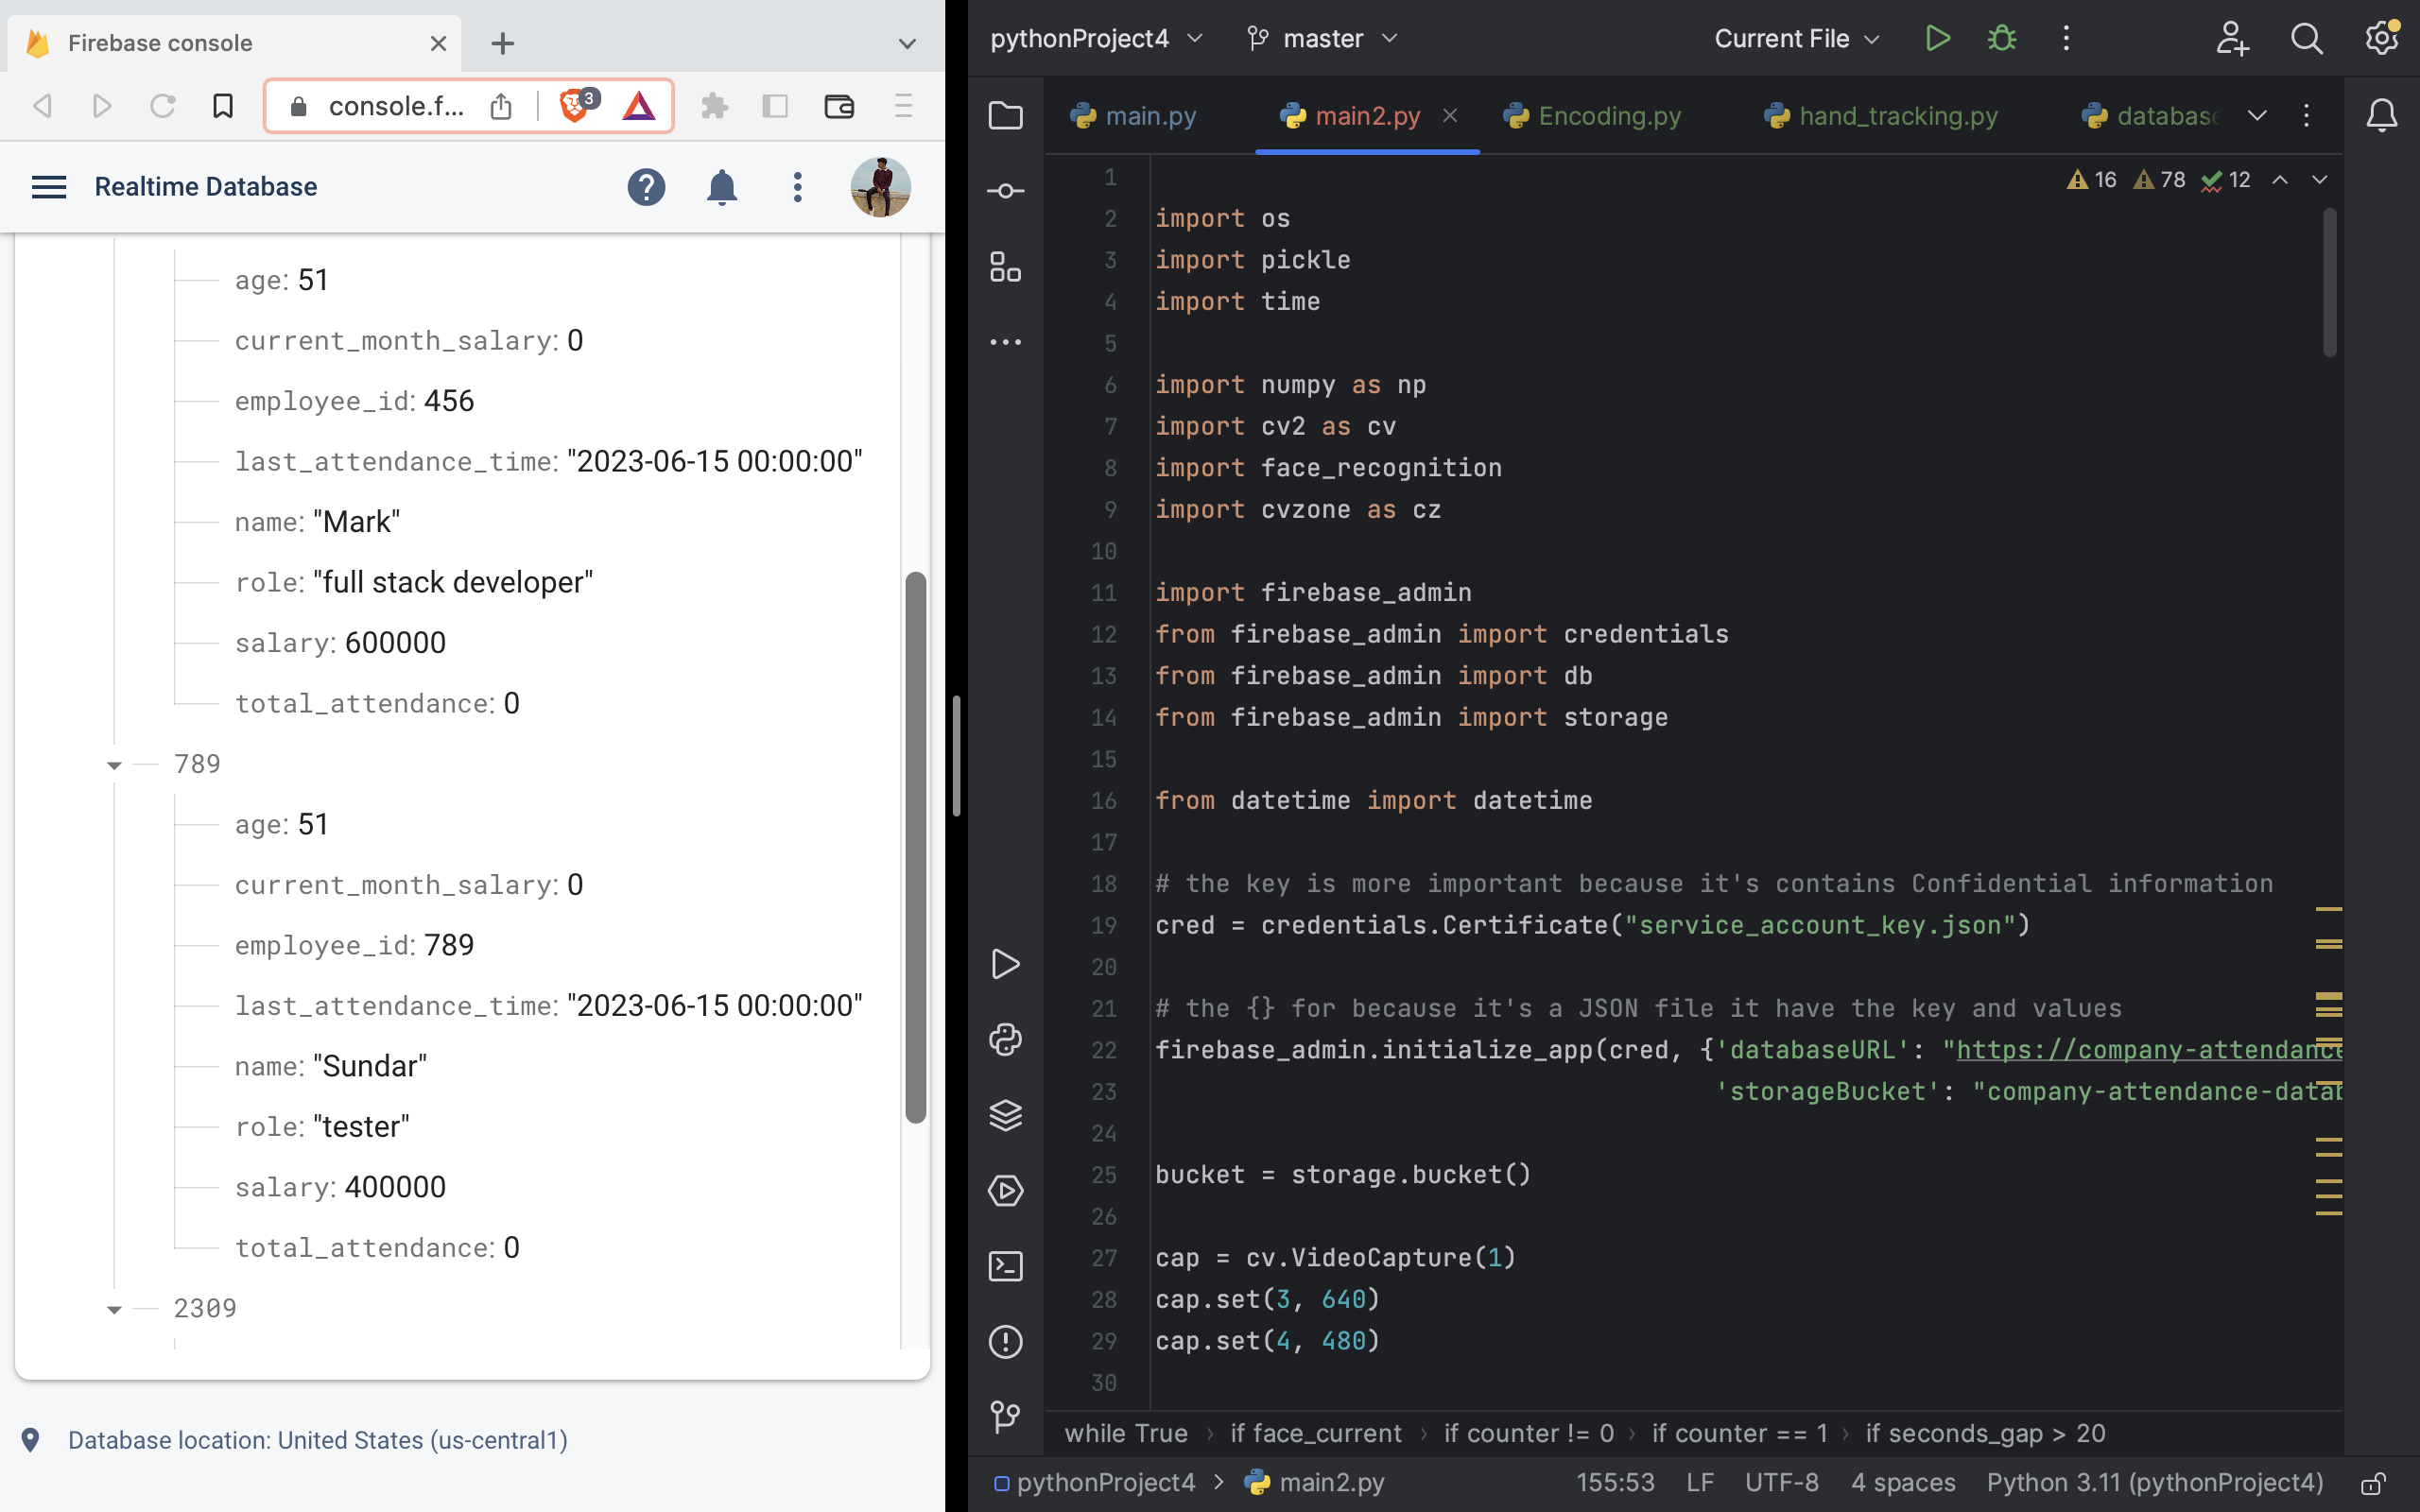 Firebase console
console.f...
3
Realtime Database
age: 51
current_month_salary: 0
employee_id: 456
last_attendance_time: "2023-06-15 00:00:00"
name: "Mark"
role: "full stack developer"
salary: 600000
total_attendance: 0
789
age: 51
current_month_salary: 0
employee_id: 789
last_attendance_time: "2023-06-15 00:00:00"
name: "Sundar"
role: "tester"
salary: 400000
total_attendance: 0
2309
Database location: United States (us-central1)
pythonProject4
master
Current File
main.py
main2.py
Encoding.py
hand_tracking.py
database
16 78 12
1
2 import os
3 import pickle
4 import time
5
6 import numpy as np
7 import cv2 as cv
8 import face_recognition
9 import cvzone as cz
10
11 import firebase_admin
12 from firebase_admin import credentials
13 from firebase_admin import db
14 from firebase_admin import storage
15
16 from datetime import datetime
17
18 # the key is more important because it's contains Confidential information
19 cred = credentials.Certificate("service_account_key.json")
20
21 # the {} for because it's a JSON file it have the key and values
22 firebase_admin.initialize_app(cred, {'databaseURL': "https://company-attendance
23 'storageBucket': "company-attendance-datab
24
25 bucket = storage.bucket()
26
27 cap = cv.VideoCapture(1)
28 cap.set(3, 640)
29 cap.set(4, 480)
30
while True › if face_current › if counter != 0 › if counter == 1 › if seconds_gap > 20
pythonProject4 > main2.py 155:53 LF UTF-8 4 spaces Python 3.11 (pythonProject4)